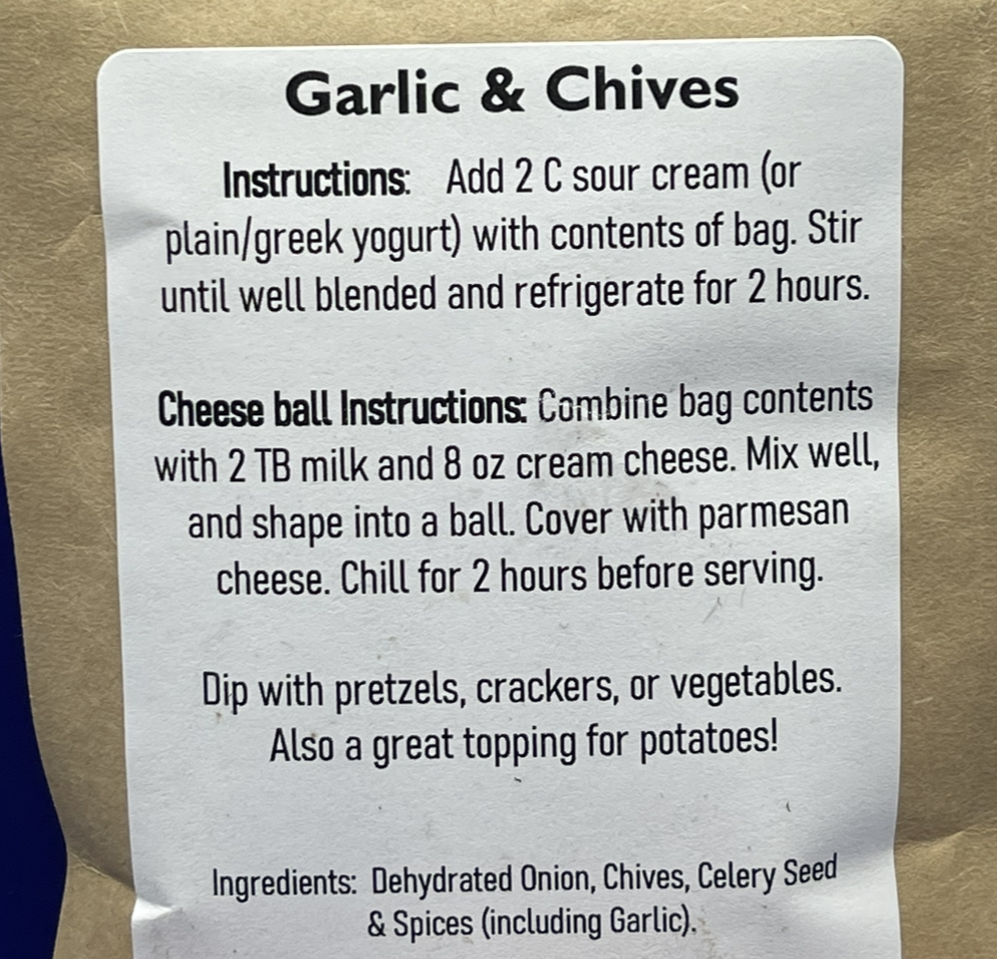 Garlic & Chives
Instructions: Add 2 C sour cream (or
plain/greek yogurt) with contents of bag. Stir
until well blended and refrigerate for 2 hours.
Cheese ball Instructions: Combine bag contents
with 2 TB milk and 8 oz cream cheese. Mix well,
and shape into a ball. Cover with parmesan
cheese. Chill for 2 hours before serving.
Dip with pretzels, crackers, or vegetables.
Also a great topping for potatoes!
Ingredients: Dehydrated Onion, Chives, Celery Seed
& Spices (including Garlic).